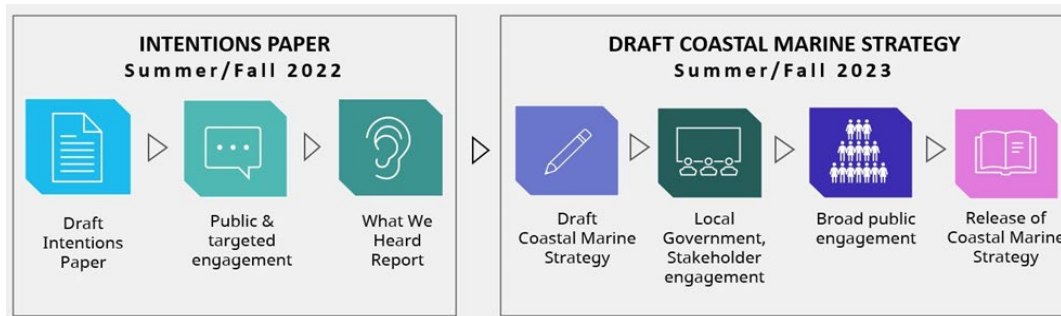 INTENTIONS PAPER
Summer/Fall 2022
Draft
Intentions
Paper
Public &
targeted
engagement
What We
Heard
Report
DRAFT COASTAL MARINE STRATEGY
Summer/Fall 2023
Draft
Coastal Marine
Strategy
Local
Government,
Stakeholder
engagement
Broad public
engagement
Release of
Coastal Marine
Strategy